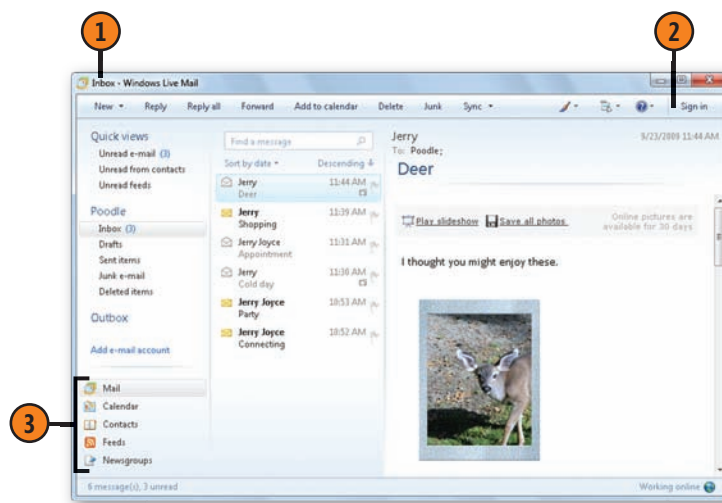 1
2
Inbox - Windows Live Mail
New Reply Reply all Forward Add to calendar Delete Junk Sync Sign in
Quick views
Unread e-mail (3)
Unread from contacts
Unread feeds
Poodle
Inbox (3)
Drafts
Sent items
Junk e-mail
Deleted items
Outbox
Add e-mail account
3
Mail
Calendar
Contacts
Feeds
Newsgroups
Find a message
Sort by date Descending
Jerry 11:44 AM
Deer
Jerry 11:39 AM
Shopping
Jerry Joyce 11:31 AM
Appointment
Jerry 11:30 AM
Cold day
Jerry Joyce 10:53 AM
Party
Jerry Joyce 10:52 AM
Connecting
Jerry 9/23/2009 11:44 AM
To: Poodle;
Deer
Play slideshow Save all photos
Online pictures are
available for 30 days
I thought you might enjoy these.
6 message(s), 3 unread Working online